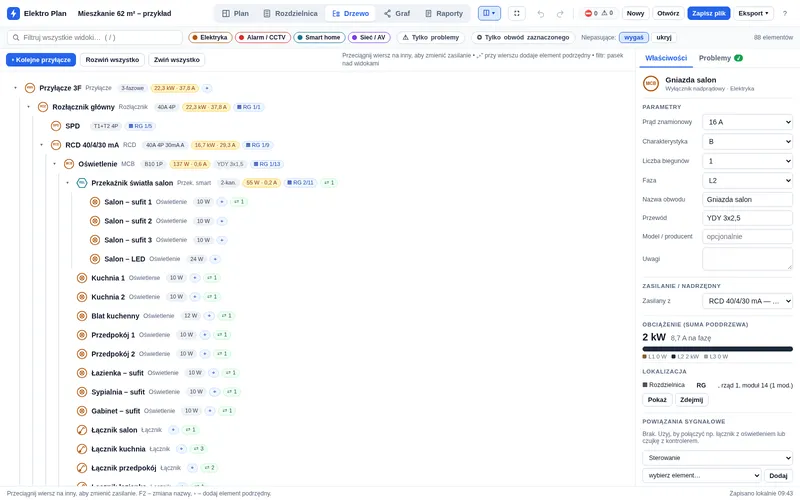 Elektro Plan Mieszkanie 62 m² – przykład Plan Rozdzielnica Drzewo Graf Raporty 0 0 Nowy Otwórz Zapisz plik Eksport ?
Filtruj wszystkie widoki… ( / ) Elektryka Alarm / CCTV Smart home Sieć / AV Tylko problemy Tylko obwód zaznaczonego Niepasujące: wygaś ukryj 88 elementów
+ Kolejne przyłącze Rozwiń wszystko Zwiń wszystko
Przeciągnij wiersz na inny, aby zmienić zasilanie • „+” przy wierszu dodaje element podrzędny • filtr: pasek
nad widokami
Przyłącze 3F Przyłącze 3-fazowe 22,3 kW · 37,8 A +
Rozłącznik główny Rozłącznik 40A 4P 22,3 kW · 37,8 A RG 1/1
SPD T1+T2 4P RG 1/5
RCD 40/4/30 mA RCD 40A 4P 30mA A 16,7 kW · 29,3 A RG 1/9
Oświetlenie MCB B10 1P 137 W · 0,6 A YDY 3x1,5 RG 1/13
Przekaźnik światła salon Przek. smart 2-kan. 55 W · 0,2 A RG 2/11 1
Salon – sufit 1 Oświetlenie 10 W + 1
Salon – sufit 2 Oświetlenie 10 W +
Salon – sufit 3 Oświetlenie 10 W +
Salon – LED Oświetlenie 24 W +
Kuchnia 1 Oświetlenie 10 W + 1
Kuchnia 2 Oświetlenie 10 W + 1
Blat kuchenny Oświetlenie 12 W + 1
Przedpokój 1 Oświetlenie 10 W + 1
Przedpokój 2 Oświetlenie 10 W + 1
Łazienka – sufit Oświetlenie 10 W + 1
Sypialnia – sufit Oświetlenie 10 W + 1
Gabinet – sufit Oświetlenie 10 W + 1
Łącznik salon Łącznik + 1
Łącznik kuchnia Łącznik + 3
Łącznik przedpokój Łącznik + 2
Właściwości Problemy ✓
MCB Gniazda salon
Wyłącznik nadprądowy · Elektryka
PARAMETRY
Prąd znamionowy 16 A
Charakterystyka B
Liczba biegunów 1
Faza L2
Nazwa obwodu Gniazda salon
Przewód YDY 3x2,5
Model / producent opcjonalnie
Uwagi
ZASILANIE / NADRZĘDNY
Zasilany z RCD 40/4/30 mA — …
OBCIĄŻENIE (SUMA PODDRZEWA)
2 kW 8,7 A na fazę
L1 0 W L2 2 kW L3 0 W
LOKALIZACJA
Rozdzielnica RG , rząd 1, moduł 14 (1 mod.)
Pokaż Zdejmij
POWIĄZANIA SYGNAŁOWE
Brak. Użyj, by połączyć np. łącznik z oświetleniem lub
czujkę z kontrolerem.
Sterowanie
wybierz element… Dodaj
Przeciągnij wiersz na inny, aby zmienić zasilanie. F2 – zmiana nazwy, + – dodaj element podrzędny. Zapisano lokalnie 09:43